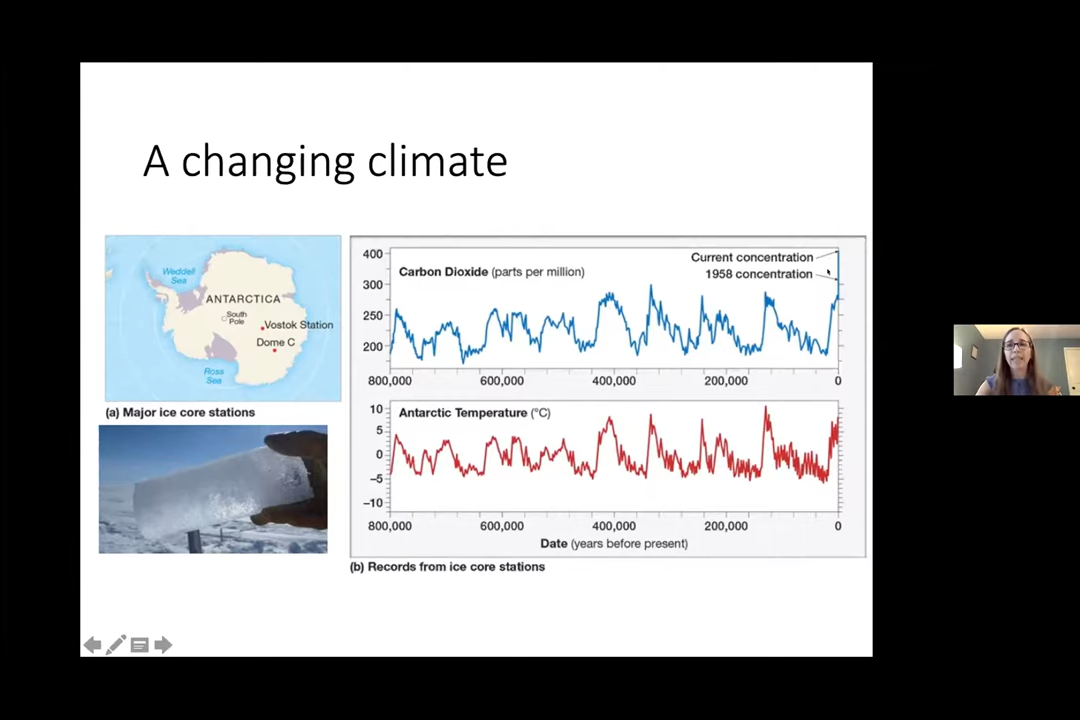 A changing climate
Weddell
Sea
ANTARCTICA
South
Pole
Vostok Station
Dome C
Ross
Sea
(a) Major ice core stations
400
300
250
200
Carbon Dioxide (parts per million)
Current concentration
1958 concentration
800,000 600,000 400,000 200,000 0
10
5
0
−5
−10
Antarctic Temperature (°C)
800,000 600,000 400,000 200,000 0
Date (years before present)
(b) Records from ice core stations